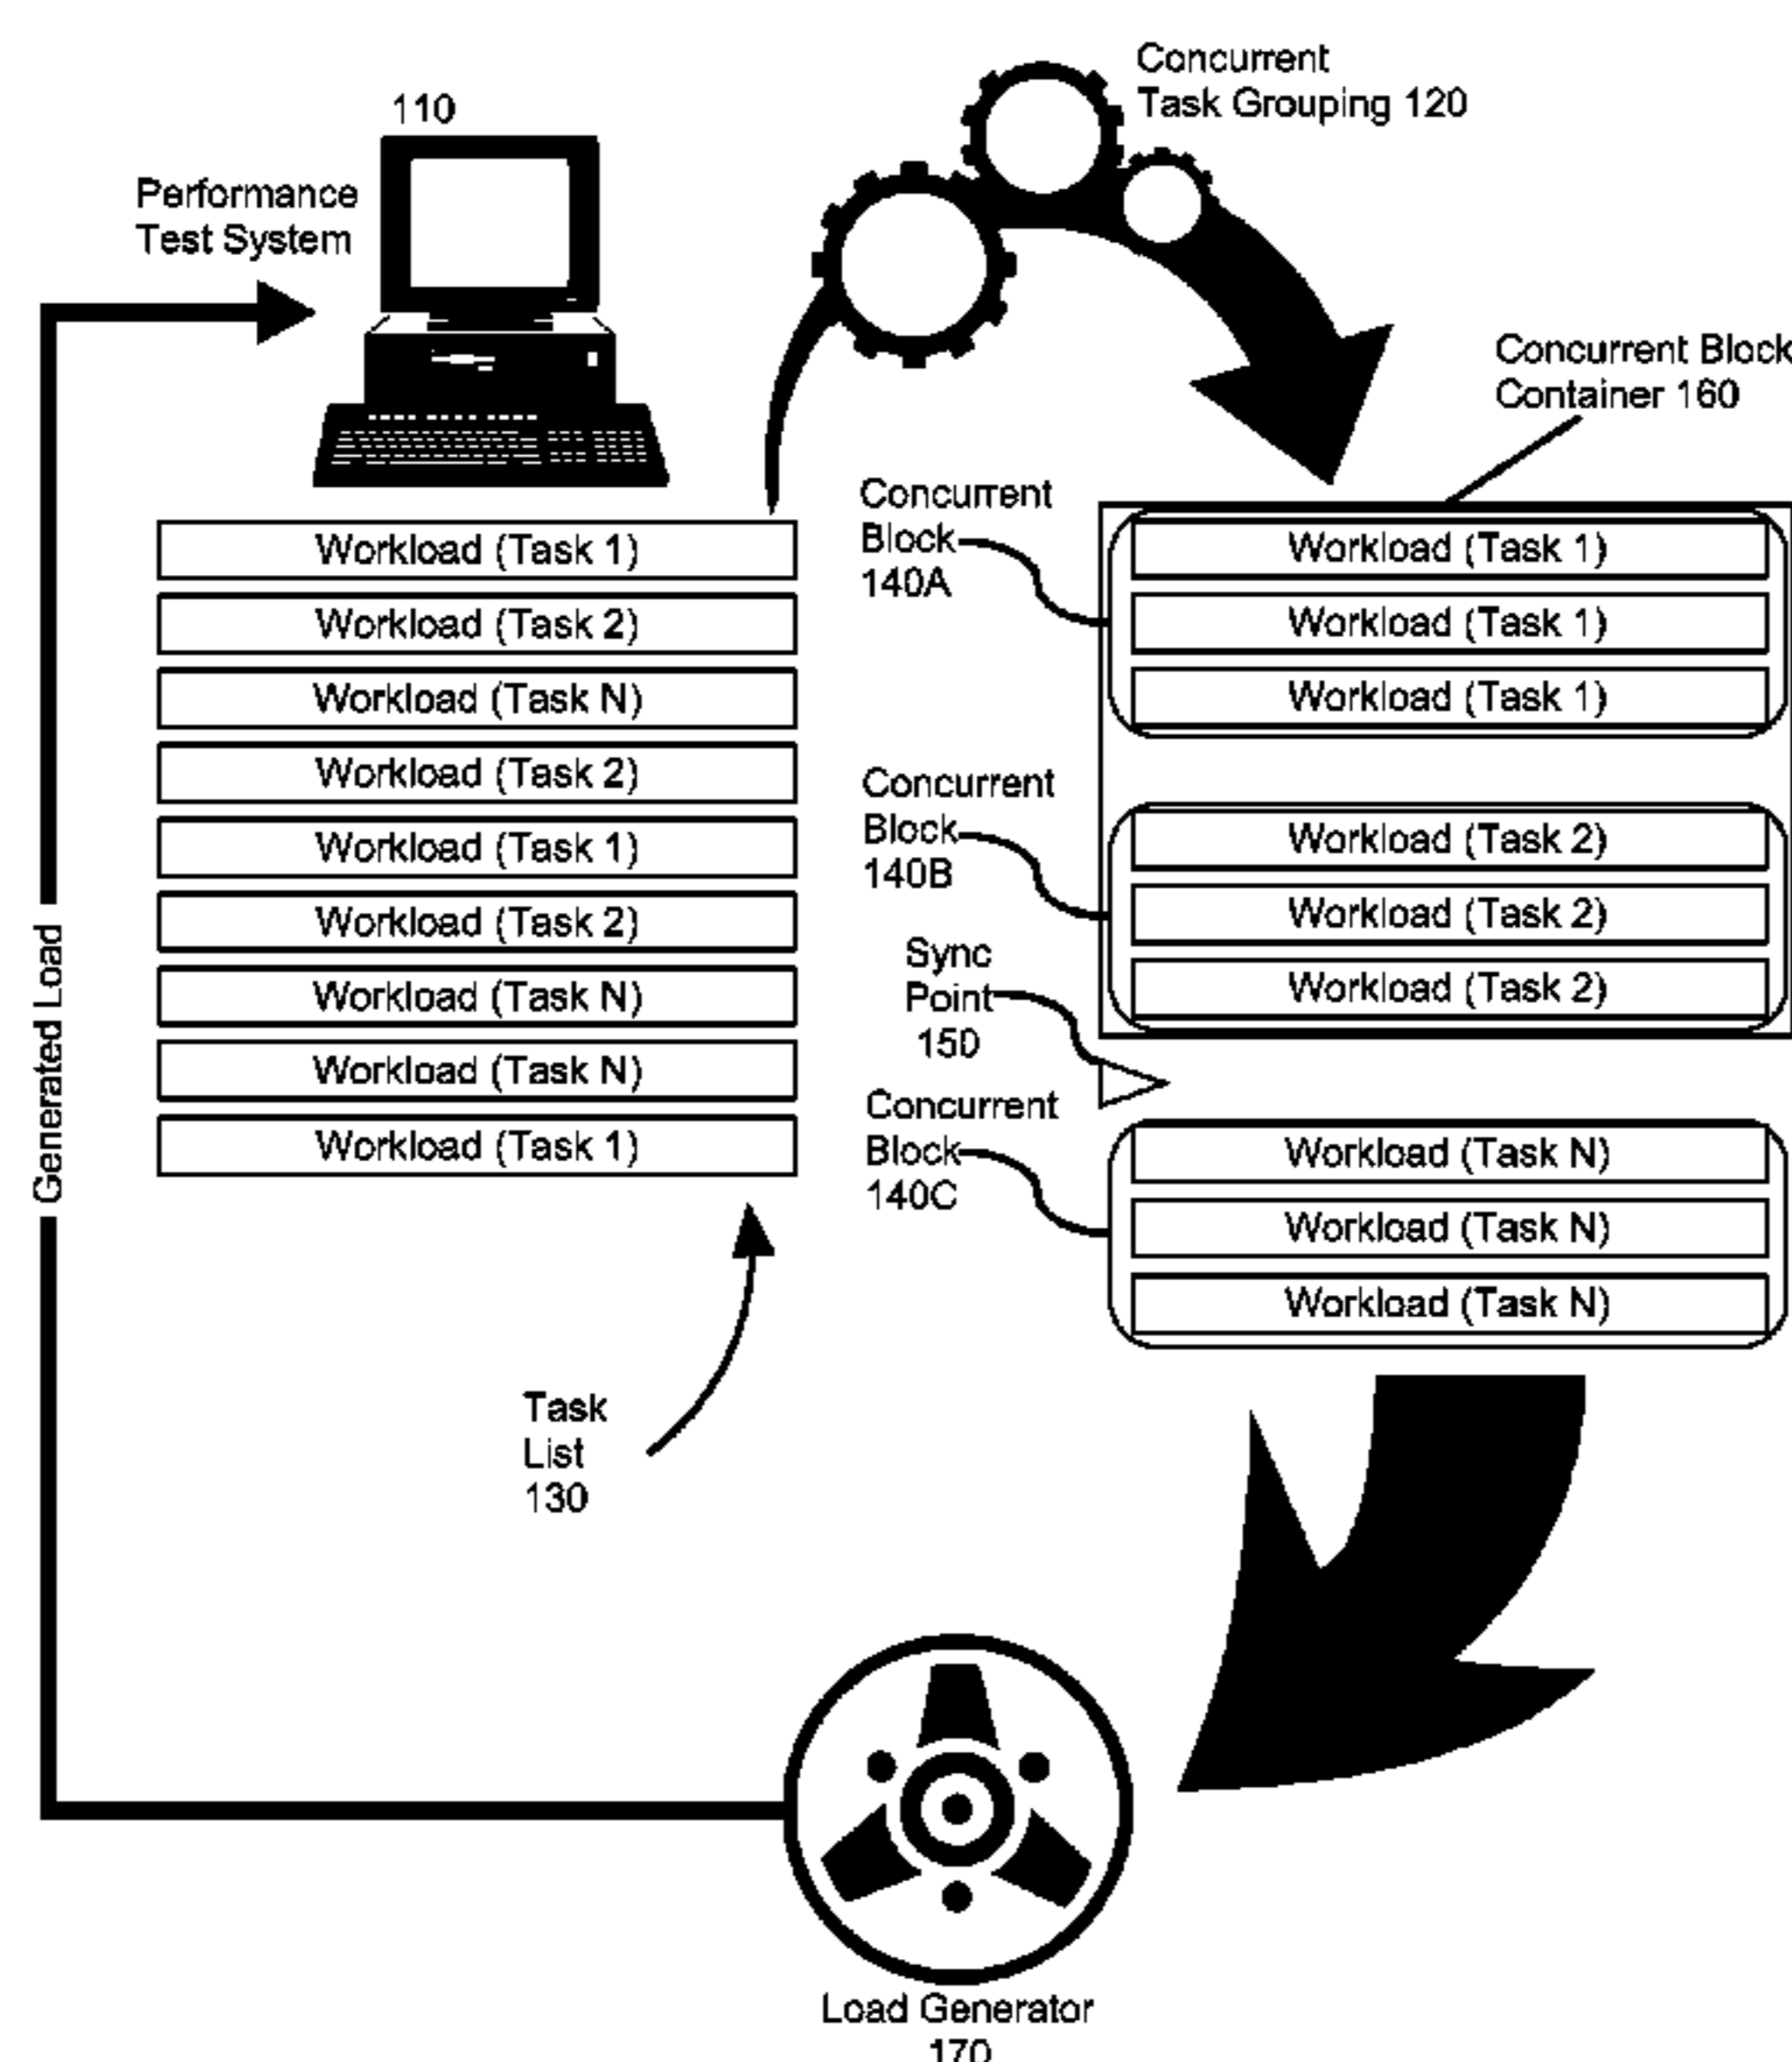 110
Performance
Test System
Concurrent
Task Grouping 120
Concurrent Block
Container 160
Workload (Task 1)
Workload (Task 2)
Workload (Task N)
Workload (Task 2)
Workload (Task 1)
Workload (Task 2)
Workload (Task N)
Workload (Task N)
Workload (Task 1)
Concurrent
Block
140A
Workload (Task 1)
Workload (Task 1)
Workload (Task 1)
Concurrent
Block
140B
Workload (Task 2)
Workload (Task 2)
Workload (Task 2)
Sync
Point
150
Concurrent
Block
140C
Workload (Task N)
Workload (Task N)
Workload (Task N)
Generated Load
Task
List
130
Load Generator
170